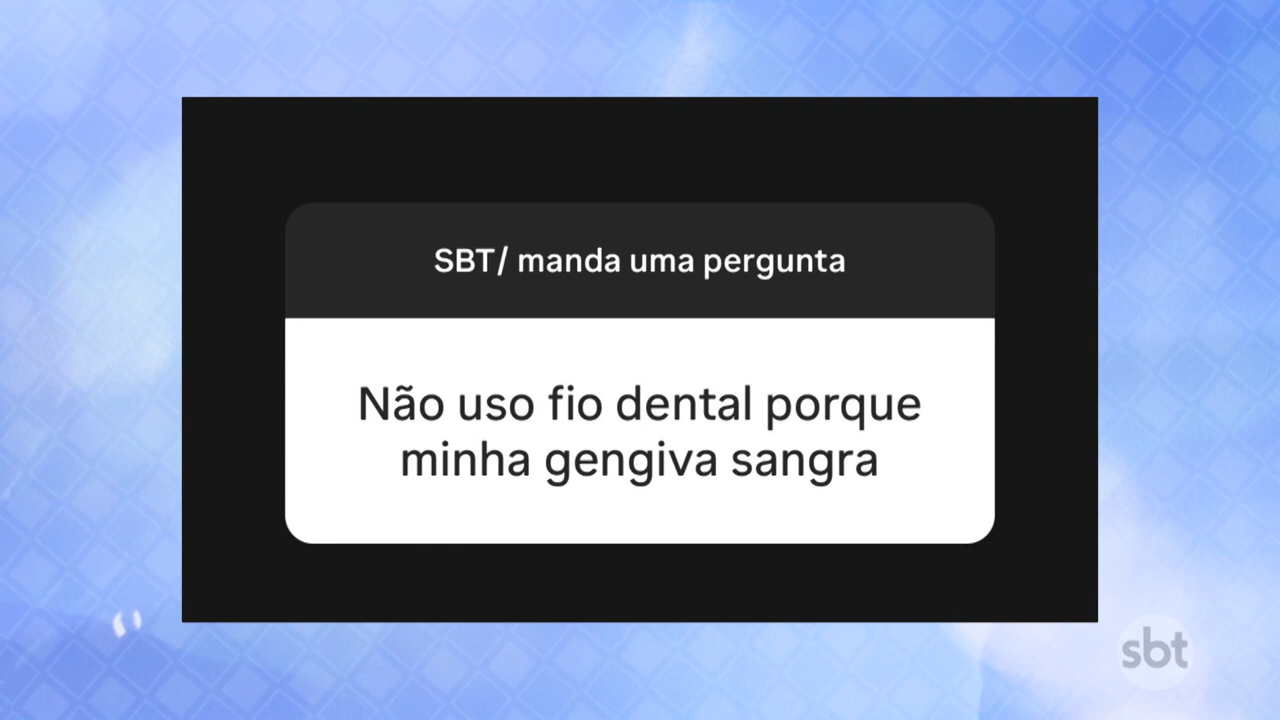 SBT/ manda uma pergunta
Não uso fio dental porque
minha gengiva sangra
sbt